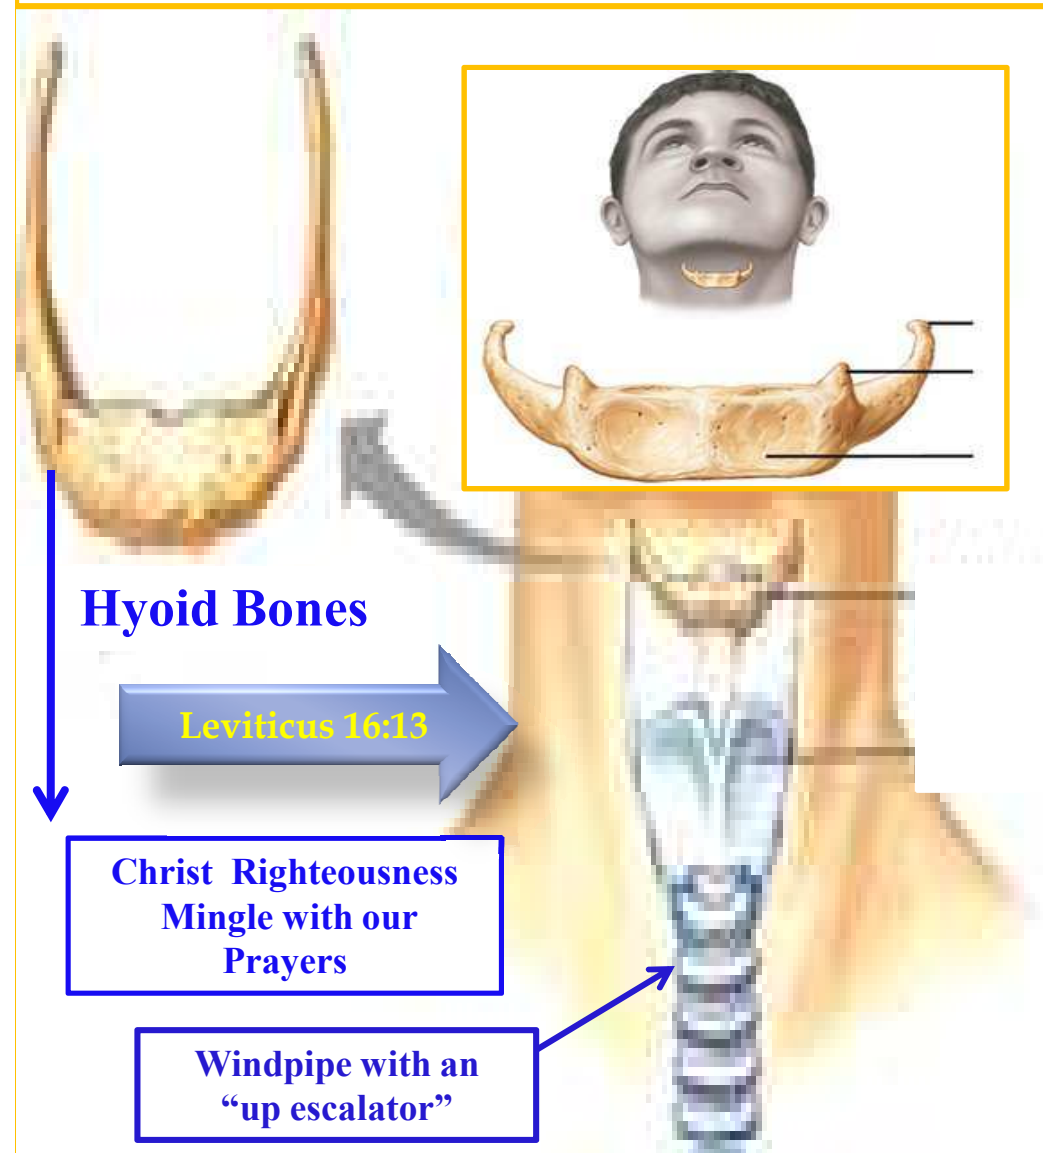 Hyoid Bones
Leviticus 16:13
Christ Righteousness
Mingle with our
Prayers
Windpipe with an
“up escalator”